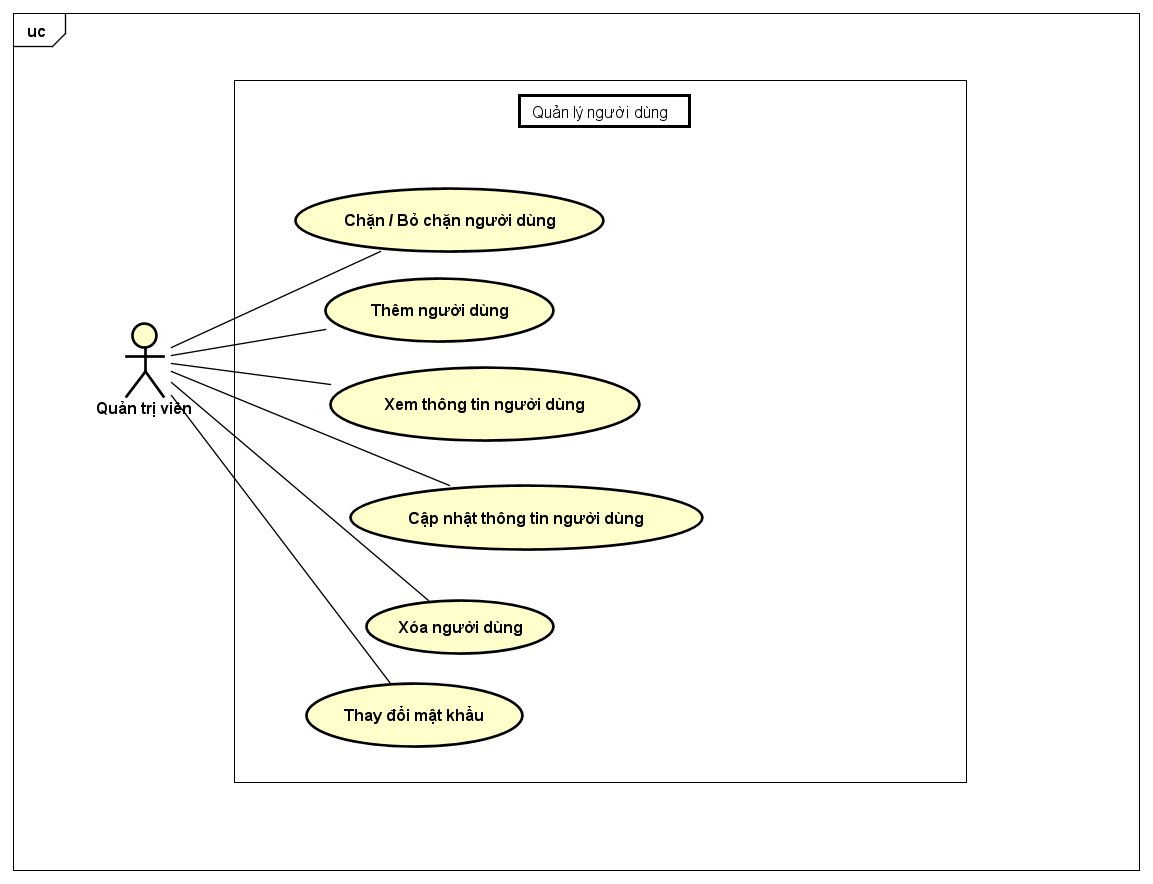 uc
Quản lý người dùng
Chặn / Bỏ chặn người dùng
Thêm người dùng
Xem thông tin người dùng
Quản trị viên
Cập nhật thông tin người dùng
Xóa người dùng
Thay đổi mật khẩu